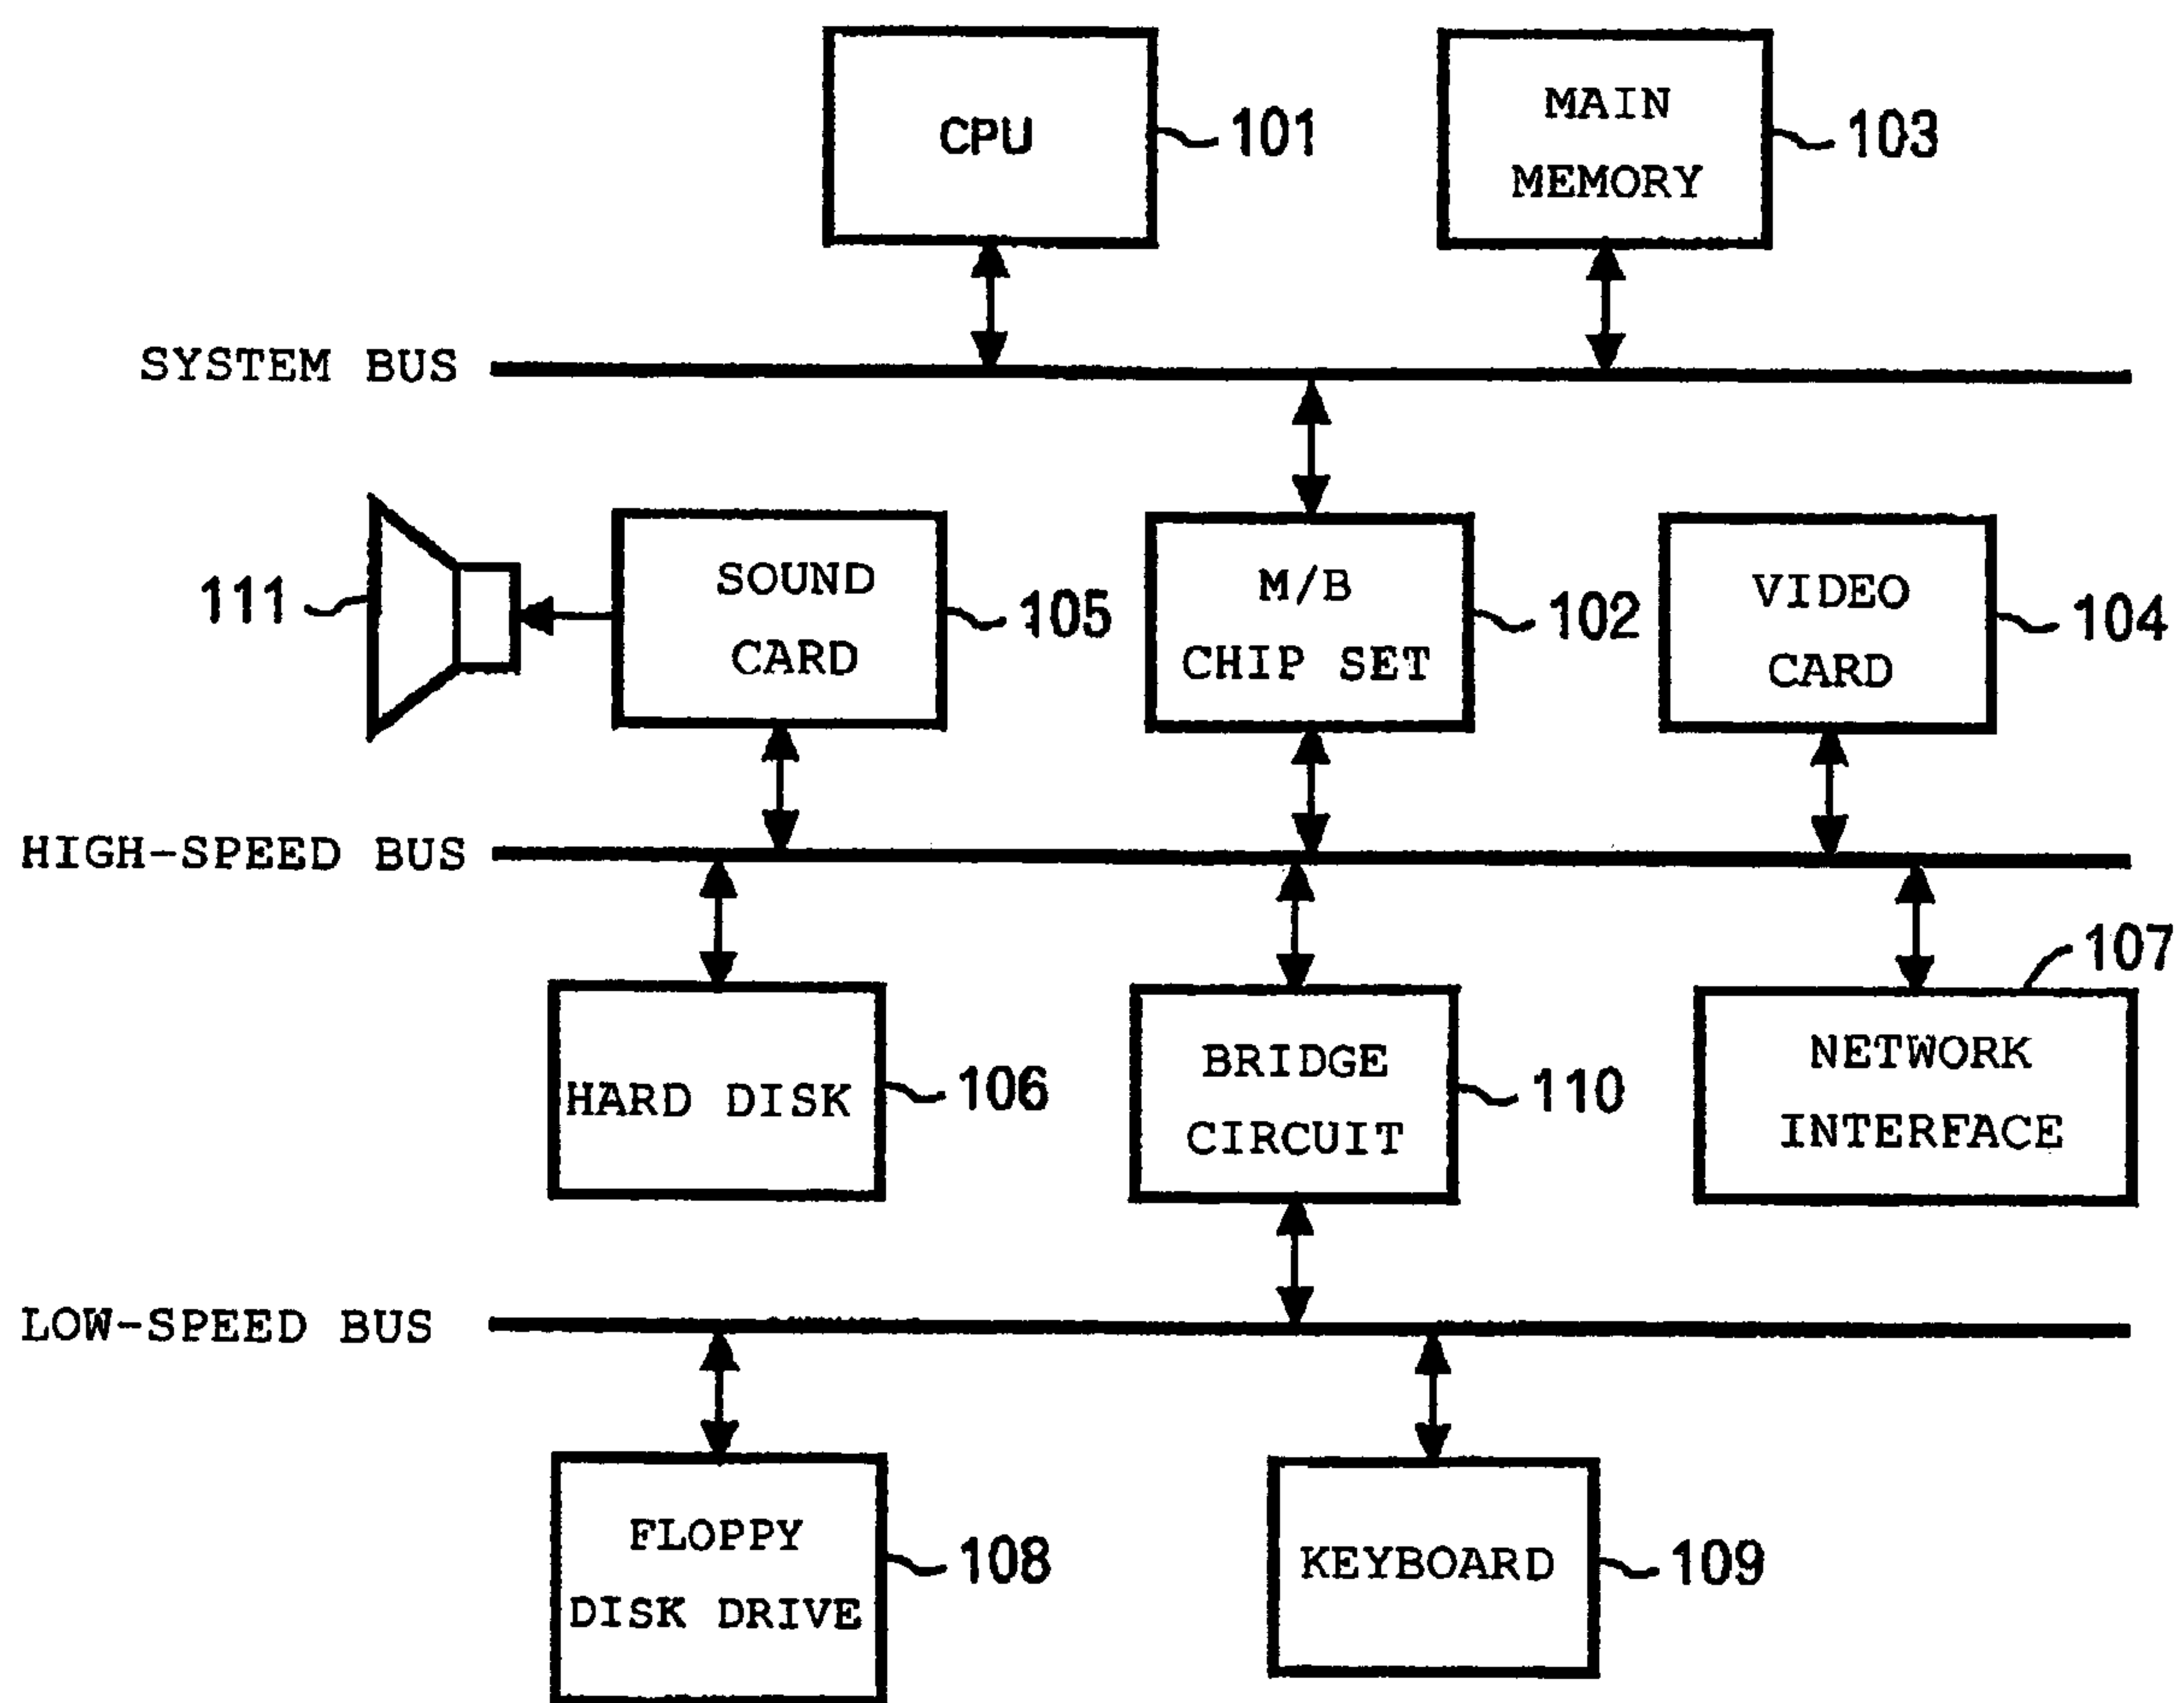 CPU
101
MAIN
MEMORY
103
SYSTEM BUS
111
SOUND
CARD
105
M/B
CHIP SET
102
VIDEO
CARD
104
HIGH-SPEED BUS
107
HARD DISK
106
BRIDGE
CIRCUIT
110
NETWORK
INTERFACE
LOW-SPEED BUS
FLOPPY
DISK DRIVE
108
KEYBOARD
109